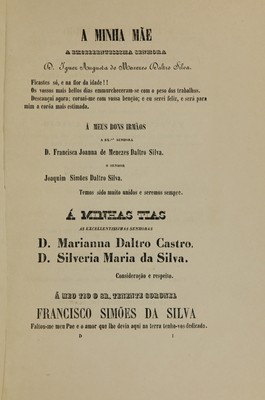 A MINHA MÃE
A EXCELLENTISSIMA SENHORA
D. Ignez Augusta de Menezes Daltro Silva.
Ficastes só, e na flor da idade!!
Os vossos mais bellos dias emmurcheceram-se com o peso dos trabalhos.
Descançai agora; coroai-me com vossa benção; e eu serei feliz, e será para
mim a corôa mais estimada.
Á MEUS BONS IRMÃOS
A EX.ma SENHORA
D. Francisca Joanna de Menezes Daltro Silva.
O SENHOR
Joaquim Simões Daltro Silva.
Temos sido muito unidos e seremos sempre.
Á MINHAS TIAS
AS EXCELLENTISSIMAS SENHORAS
D. Marianna Daltro Castro.
D. Silveria Maria da Silva.
Consideração e respeito.
Á MEO TIO O SR. TENENTE CORONEL
FRANCISCO SIMÕES DA SILVA
Faltou-me meu Pae e o amor que lhe devia aqui na terra tenho-vos dedicado.
D 1